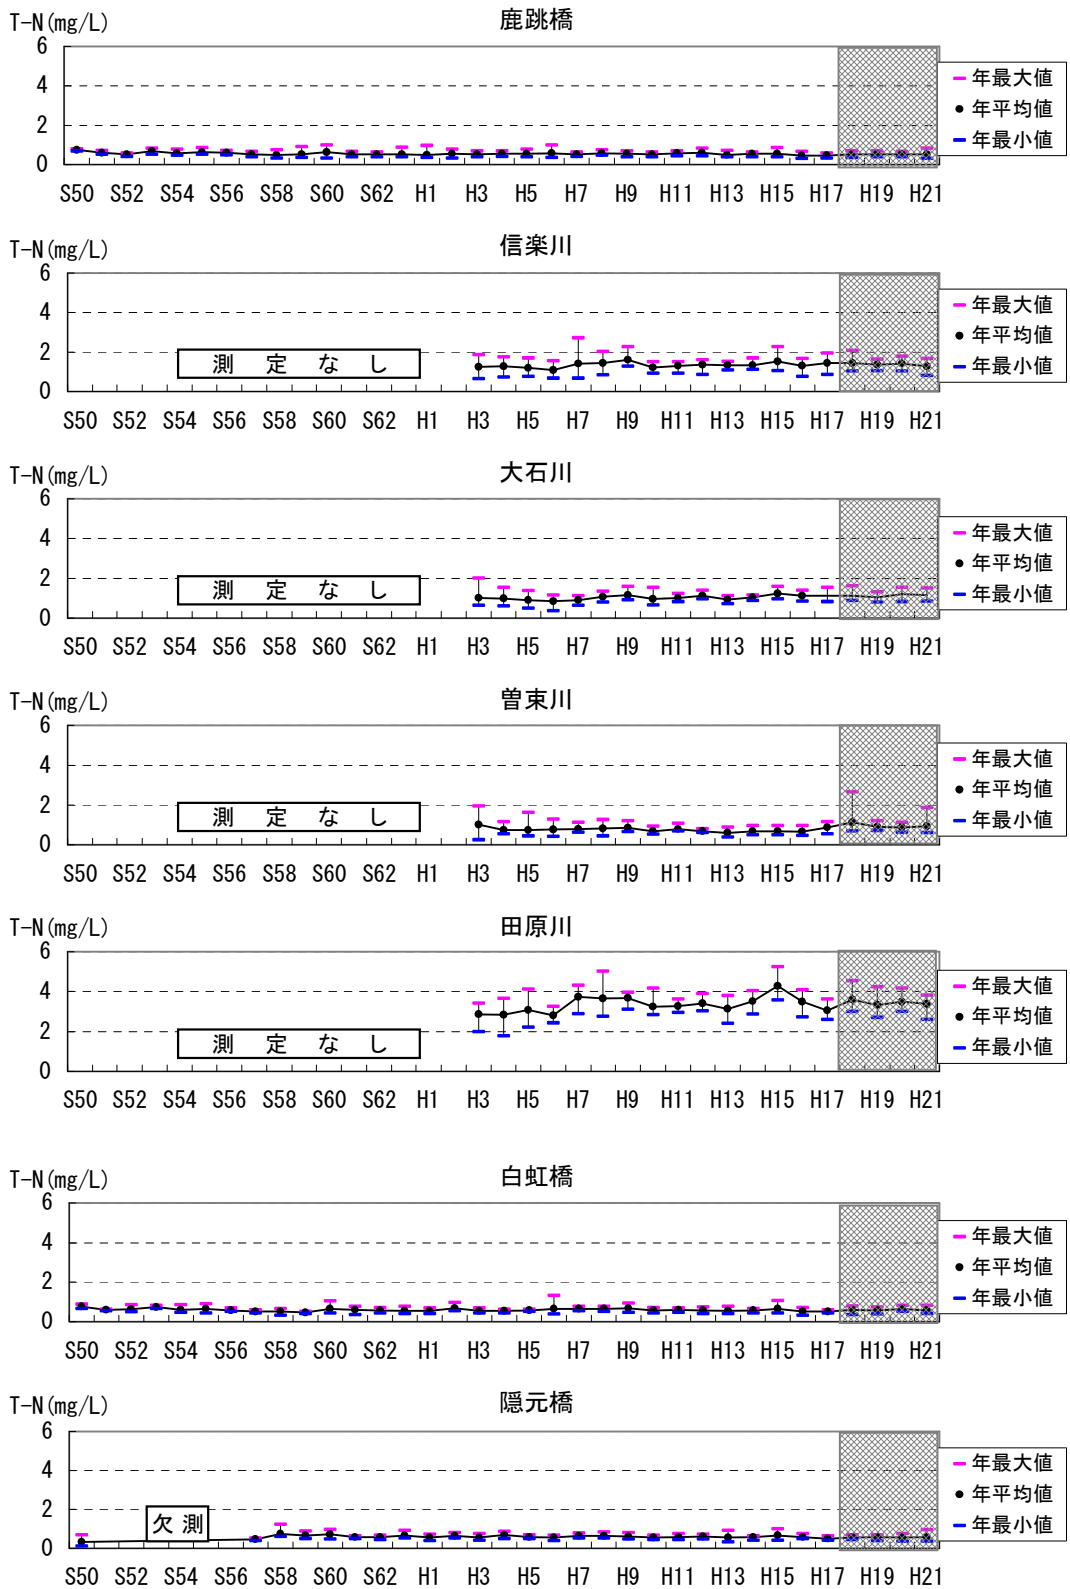 鹿跳橋
T-N(mg/L)
6
4
2
0
S50 S52 S54 S56 S58 S60 S62 H1 H3 H5 H7 H9 H11 H13 H15 H17 H19 H21
年最大値
年平均値
年最小値
信楽川
T-N(mg/L)
6
4
2
0
測 定 な し
S50 S52 S54 S56 S58 S60 S62 H1 H3 H5 H7 H9 H11 H13 H15 H17 H19 H21
年最大値
年平均値
年最小値
大石川
T-N(mg/L)
6
4
2
0
測 定 な し
S50 S52 S54 S56 S58 S60 S62 H1 H3 H5 H7 H9 H11 H13 H15 H17 H19 H21
年最大値
年平均値
年最小値
曽束川
T-N(mg/L)
6
4
2
0
測 定 な し
S50 S52 S54 S56 S58 S60 S62 H1 H3 H5 H7 H9 H11 H13 H15 H17 H19 H21
年最大値
年平均値
年最小値
田原川
T-N(mg/L)
6
4
2
0
測 定 な し
S50 S52 S54 S56 S58 S60 S62 H1 H3 H5 H7 H9 H11 H13 H15 H17 H19 H21
年最大値
年平均値
年最小値
白虹橋
T-N(mg/L)
6
4
2
0
S50 S52 S54 S56 S58 S60 S62 H1 H3 H5 H7 H9 H11 H13 H15 H17 H19 H21
年最大値
年平均値
年最小値
隠元橋
T-N(mg/L)
6
4
2
0
欠 測
S50 S52 S54 S56 S58 S60 S62 H1 H3 H5 H7 H9 H11 H13 H15 H17 H19 H21
年最大値
年平均値
年最小値